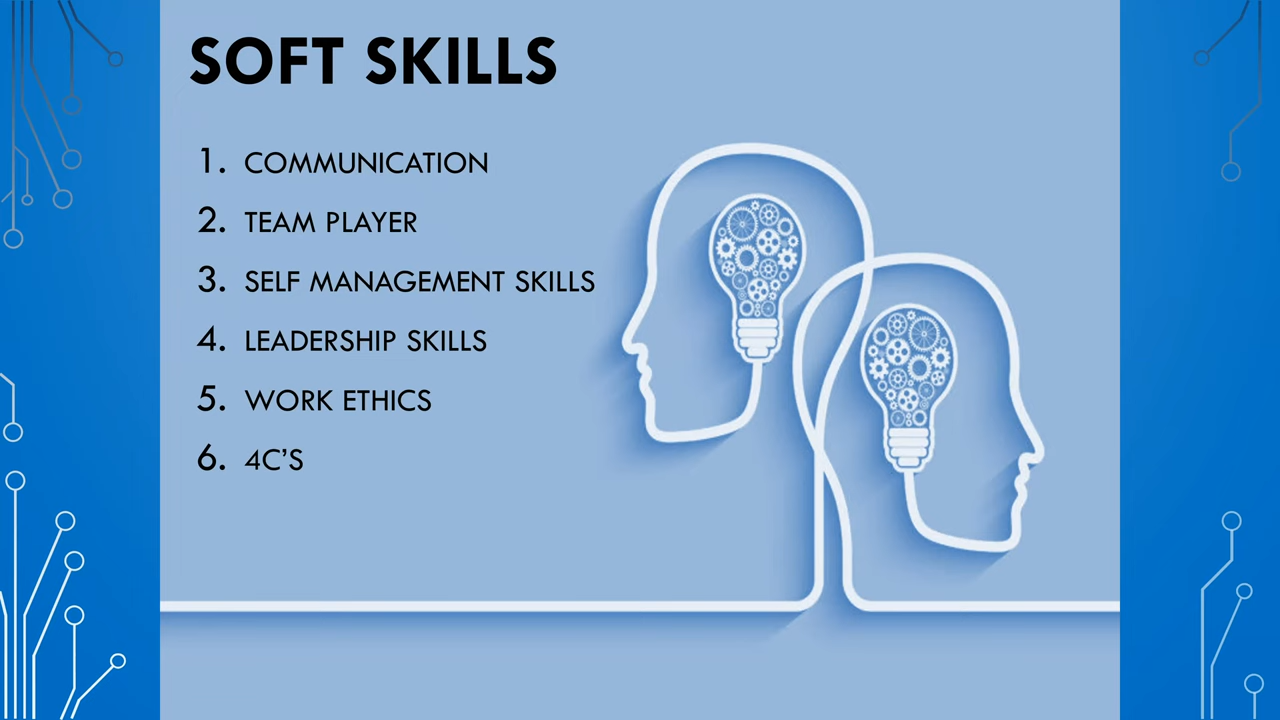 SOFT SKILLS
1. COMMUNICATION
2. TEAM PLAYER
3. SELF MANAGEMENT SKILLS
4. LEADERSHIP SKILLS
5. WORK ETHICS
6. 4C'S